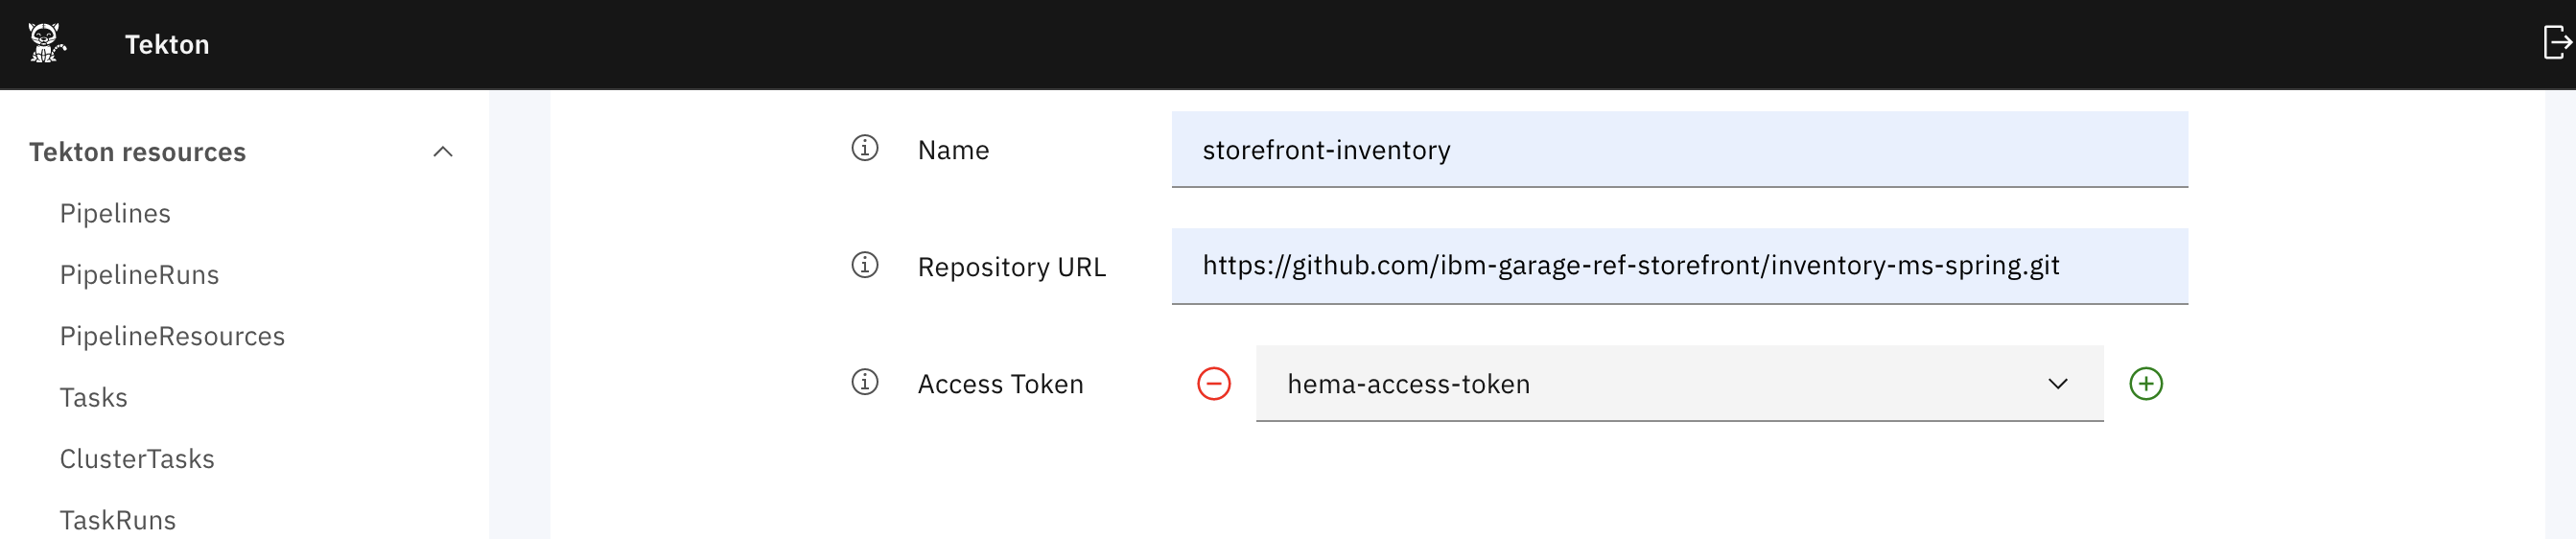 Tekton
Tekton resources
Pipelines
PipelineRuns
PipelineResources
Tasks
ClusterTasks
TaskRuns
Name
storefront-inventory
Repository URL
https://github.com/ibm-garage-ref-storefront/inventory-ms-spring.git
Access Token
hema-access-token